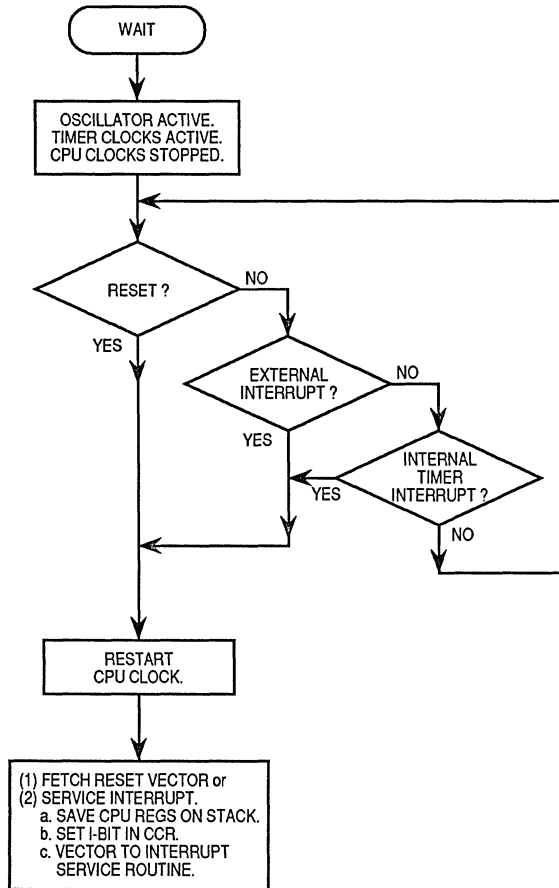 WAIT
OSCILLATOR ACTIVE.
TIMER CLOCKS ACTIVE.
CPU CLOCKS STOPPED.
RESET ?
NO
YES
EXTERNAL
INTERRUPT ?
NO
YES
INTERNAL
TIMER
INTERRUPT ?
YES
NO
RESTART
CPU CLOCK.
(1) FETCH RESET VECTOR or
(2) SERVICE INTERRUPT.
a. SAVE CPU REGS ON STACK.
b. SET I-BIT IN CCR.
c. VECTOR TO INTERRUPT
SERVICE ROUTINE.